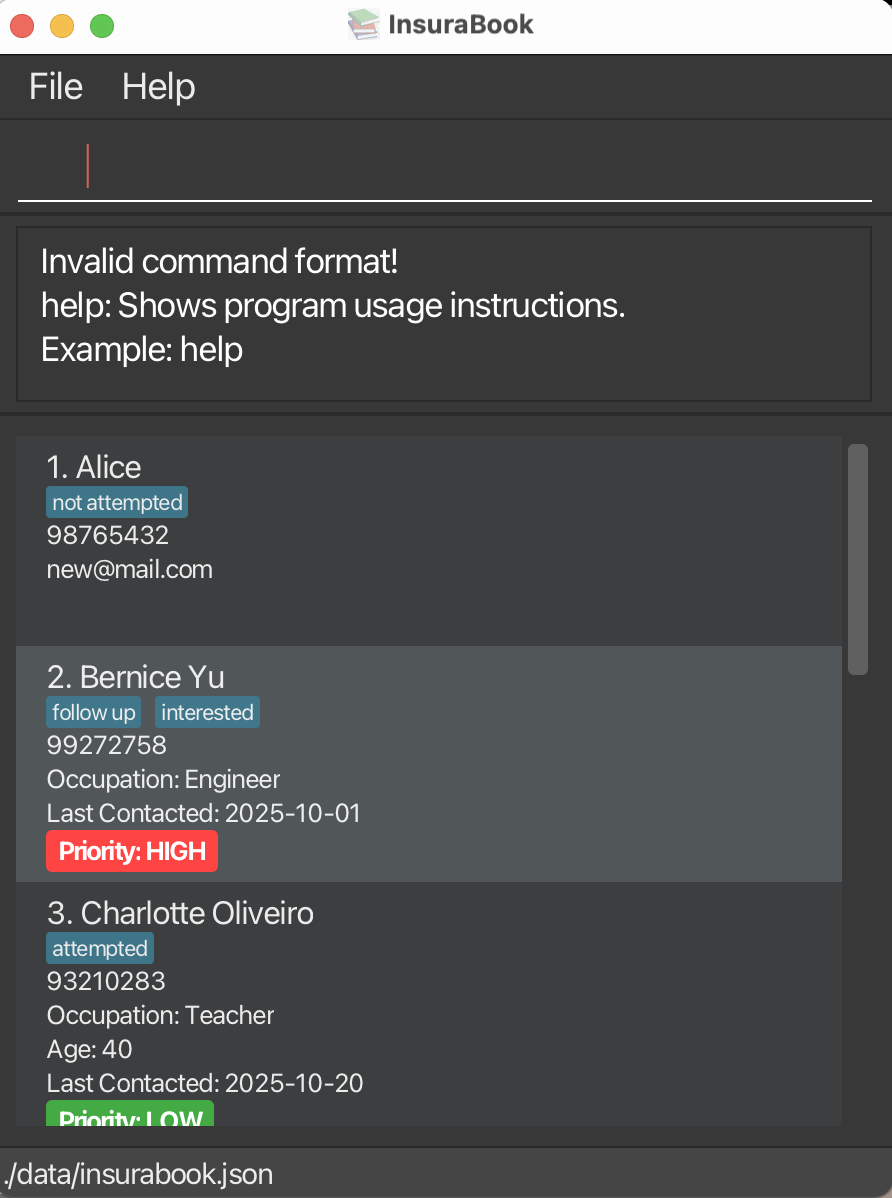 InsuraBook
File Help
Invalid command format!
help: Shows program usage instructions.
Example: help
1. Alice
not attempted
98765432
new@mail.com
2. Bernice Yu
follow up interested
99272758
Occupation: Engineer
Last Contacted: 2025-10-01
Priority: HIGH
3. Charlotte Oliveiro
attempted
93210283
Occupation: Teacher
Age: 40
Last Contacted: 2025-10-20
Priority: LOW
./data/insurabook.json